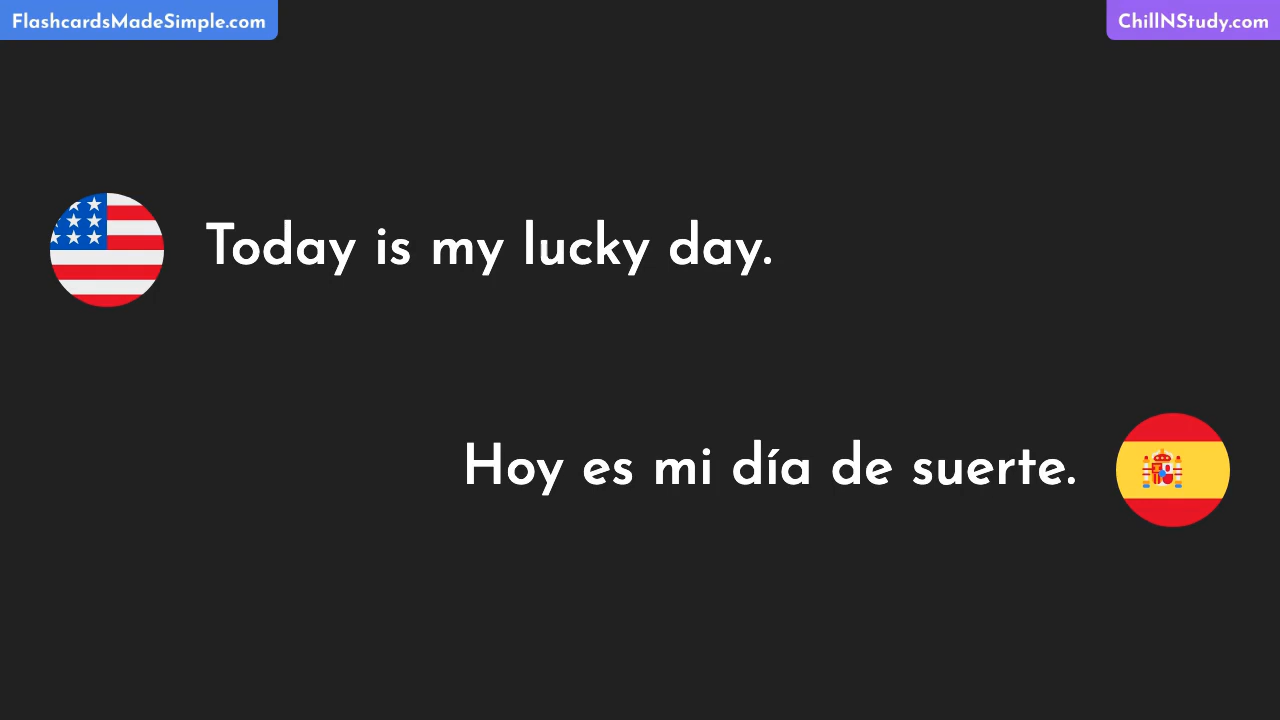 FlashcardsMadeSimple.com
ChillNStudy.com
Today is my lucky day.
Hoy es mi día de suerte.